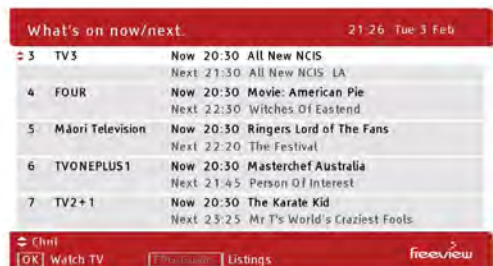 What's on now/next. 21:26 Tue 3 Feb
3 TV3 Now 20:30 All New NCIS
Next 21:30 All New NCIS LA
4 FOUR Now 20:30 Movie: American Pie
Next 22:30 Witches Of Eastend
5 Māori Television Now 20:30 Ringers Lord of The Fans
Next 22:20 The Festival
6 TVONEPLUS1 Now 20:30 Masterchef Australia
Next 21:45 Person Of Interest
7 TV2+1 Now 20:30 The Karate Kid
Next 23:25 Mr T's World's Craziest Fools
OK Watch TV Listings
freeview